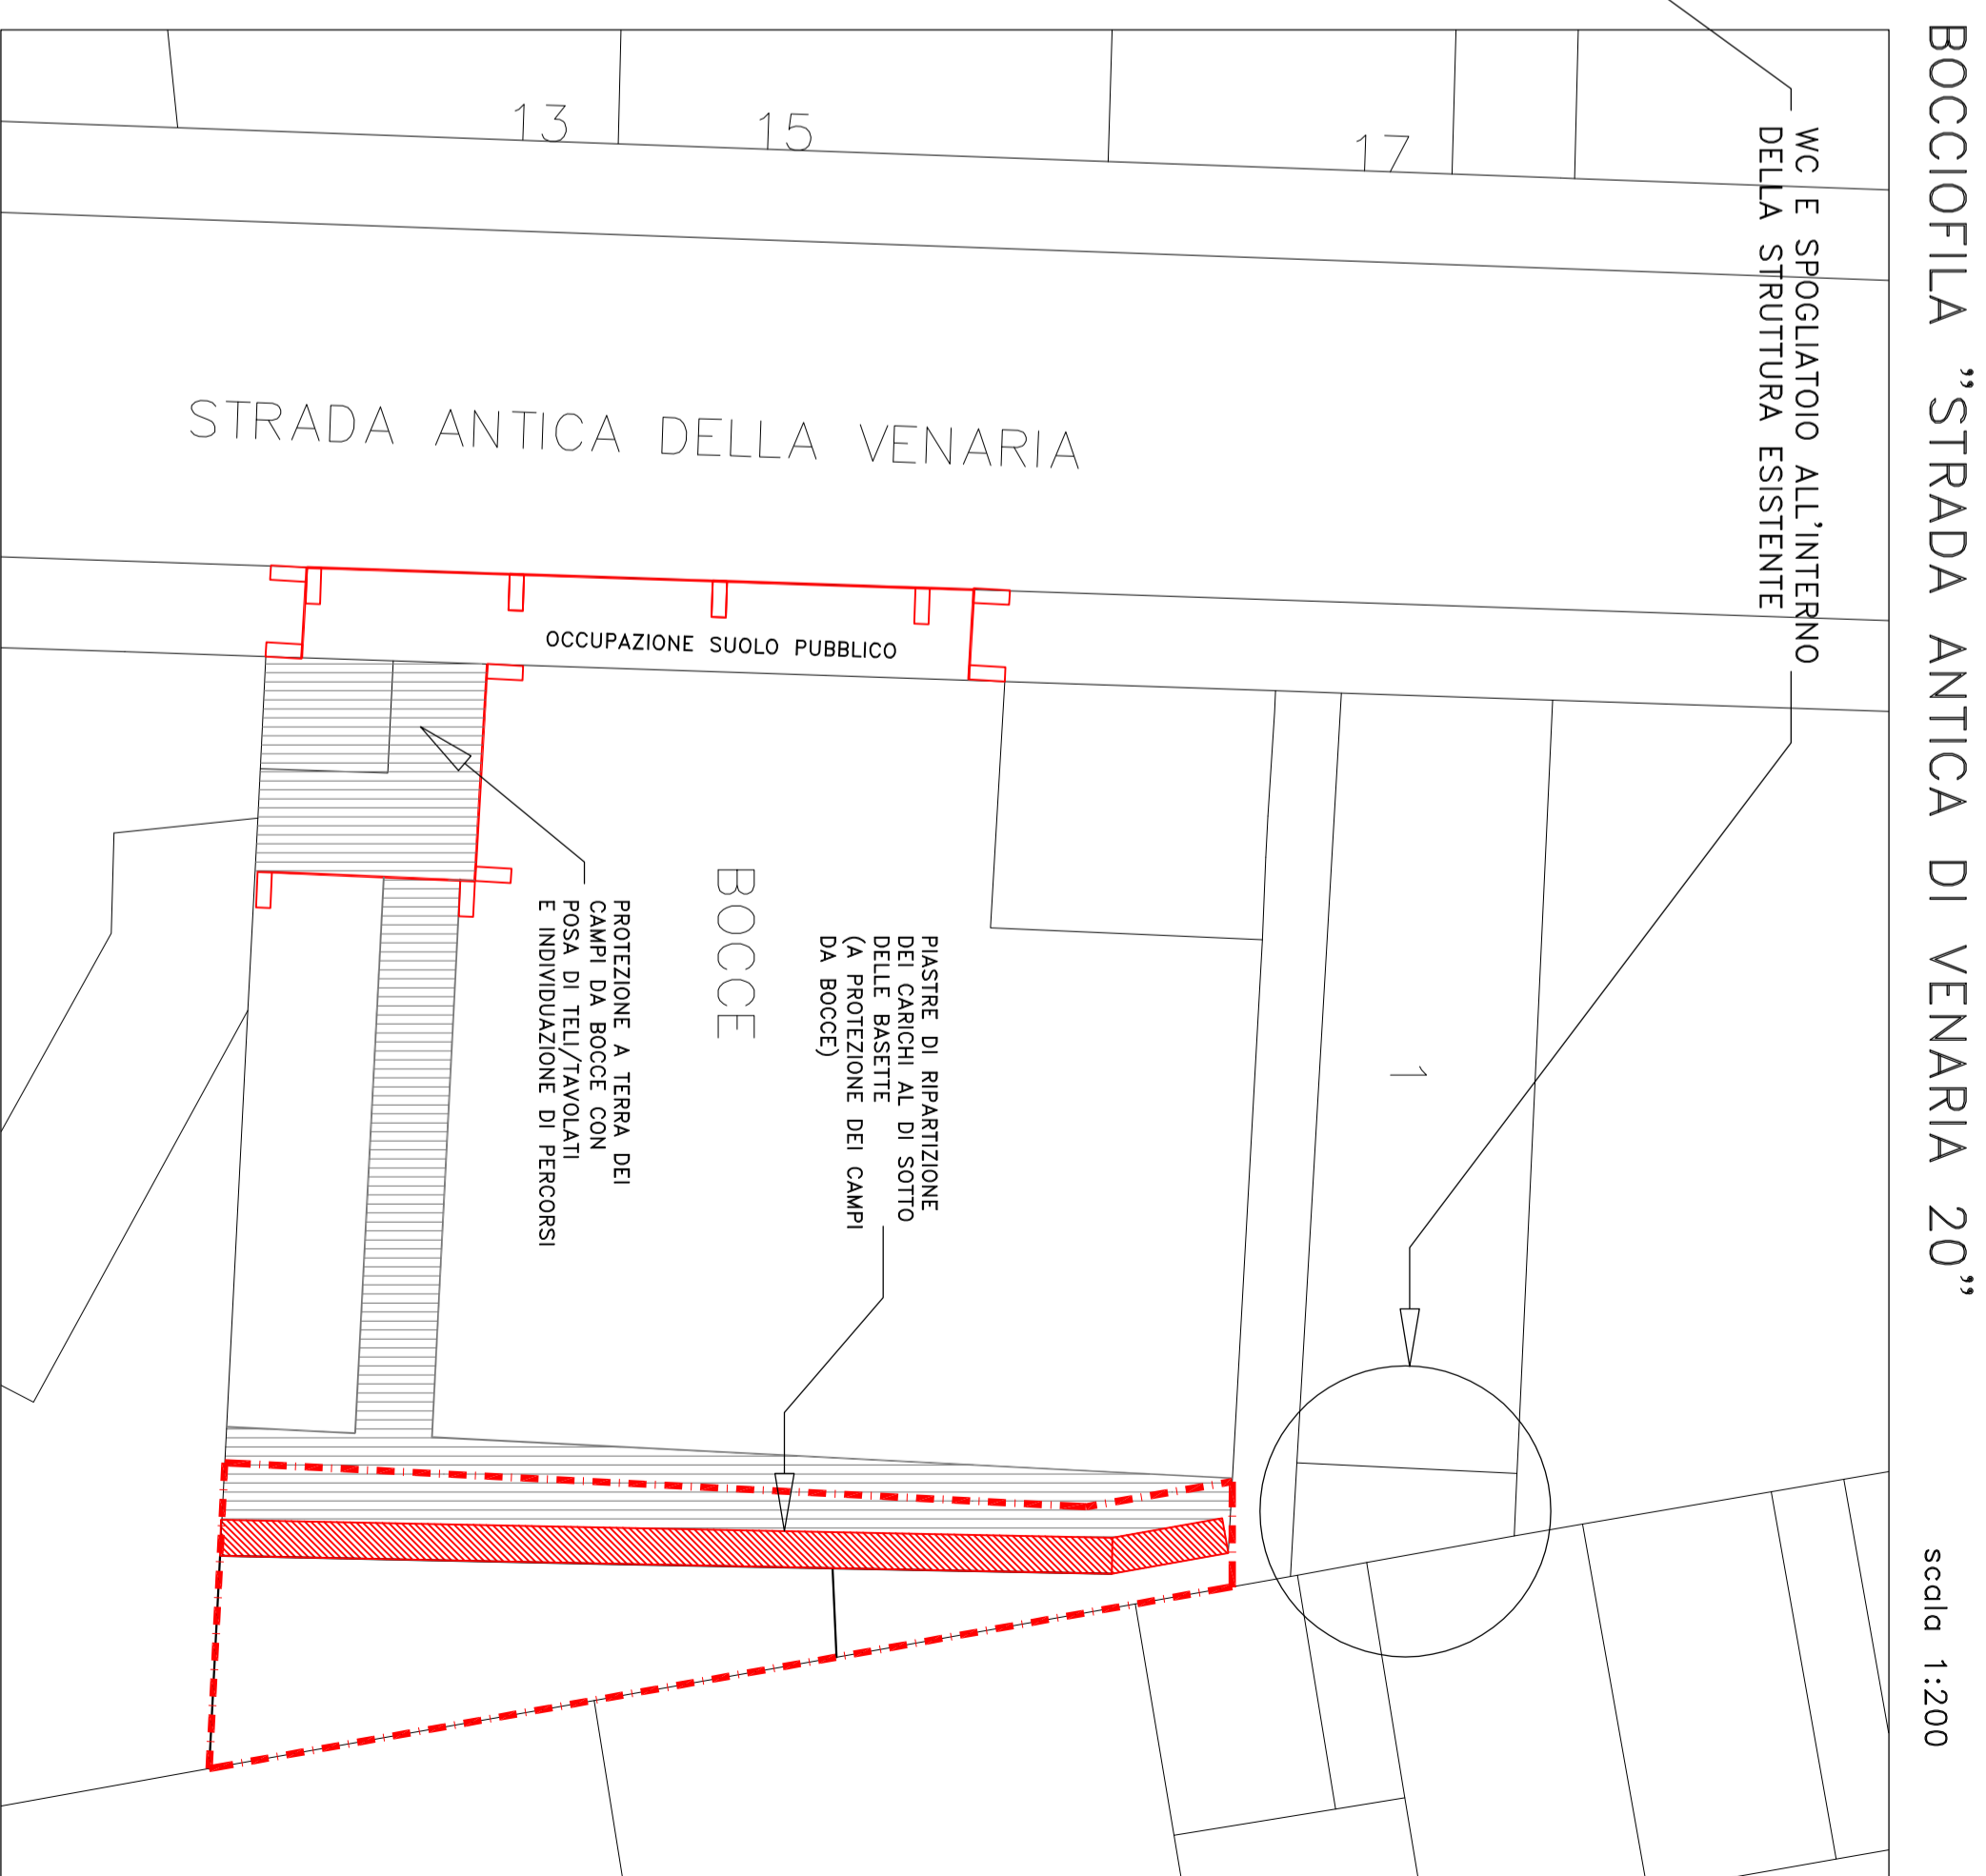 BOCCIOFILA "STRADA ANTICA DI VENARIA 20"
scala 1:200
WC E SPOGLIATOIO ALL'INTERNO
DELLA STRUTTURA ESISTENTE
13
15
17
STRADA ANTICA DELLA VENARIA
OCCUPAZIONE SUOLO PUBBLICO
1
PIASTRE DI RIPARTIZIONE
DEI CARICHI AL DI SOTTO
DELLE BASETTE
(A PROTEZIONE DEI CAMPI
DA BOCCE)
BOCCE
PROTEZIONE A TERRA DEI
CAMPI DA BOCCE CON
POSA DI TELI/TAVOLATI
E INDIVIDUAZIONE DI PERCORSI